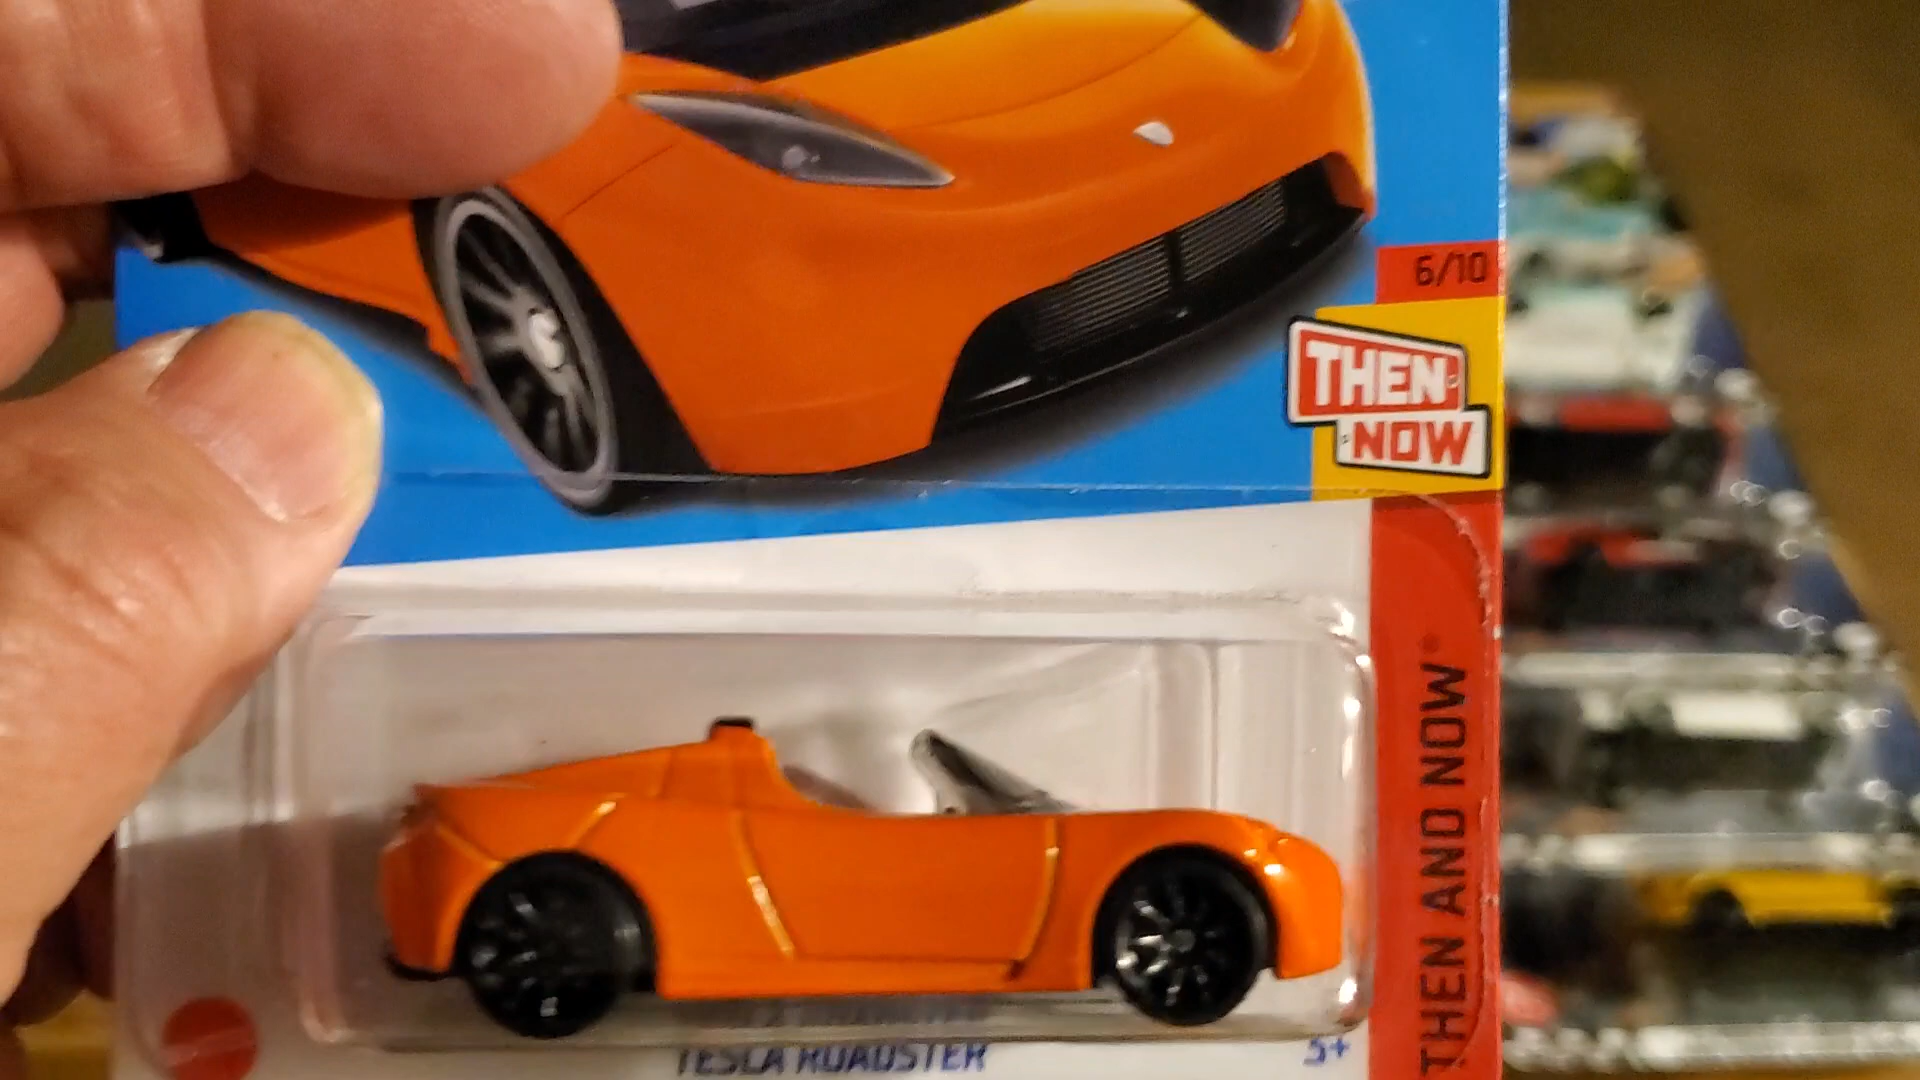 6/10
THEN
NOW
THEN AND NOW®
TESLA ROADSTER
5+